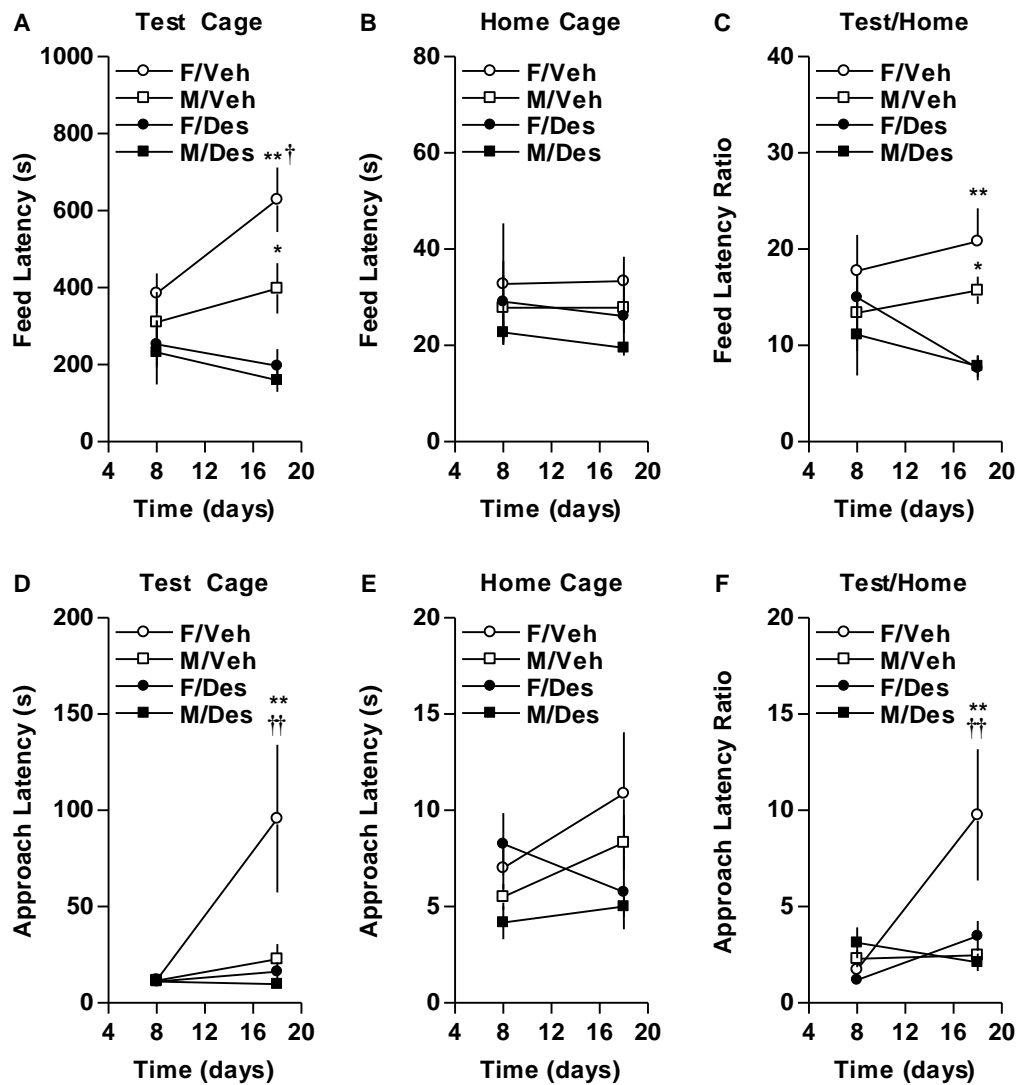 A Test Cage
Feed Latency (s)
1000
800
600
400
200
0
F/Veh
M/Veh
F/Des
M/Des
**†
*
4 8 12 16 20
Time (days)
B Home Cage
Feed Latency (s)
80
60
40
20
0
F/Veh
M/Veh
F/Des
M/Des
4 8 12 16 20
Time (days)
C Test/Home
Feed Latency Ratio
40
30
20
10
0
F/Veh
M/Veh
F/Des
M/Des
**
*
4 8 12 16 20
Time (days)
D Test Cage
Approach Latency (s)
200
150
100
50
0
F/Veh
M/Veh
F/Des
M/Des
**
††
4 8 12 16 20
Time (days)
E Home Cage
Approach Latency (s)
20
15
10
5
0
F/Veh
M/Veh
F/Des
M/Des
4 8 12 16 20
Time (days)
F Test/Home
Approach Latency Ratio
20
15
10
5
0
F/Veh
M/Veh
F/Des
M/Des
**
††
4 8 12 16 20
Time (days)